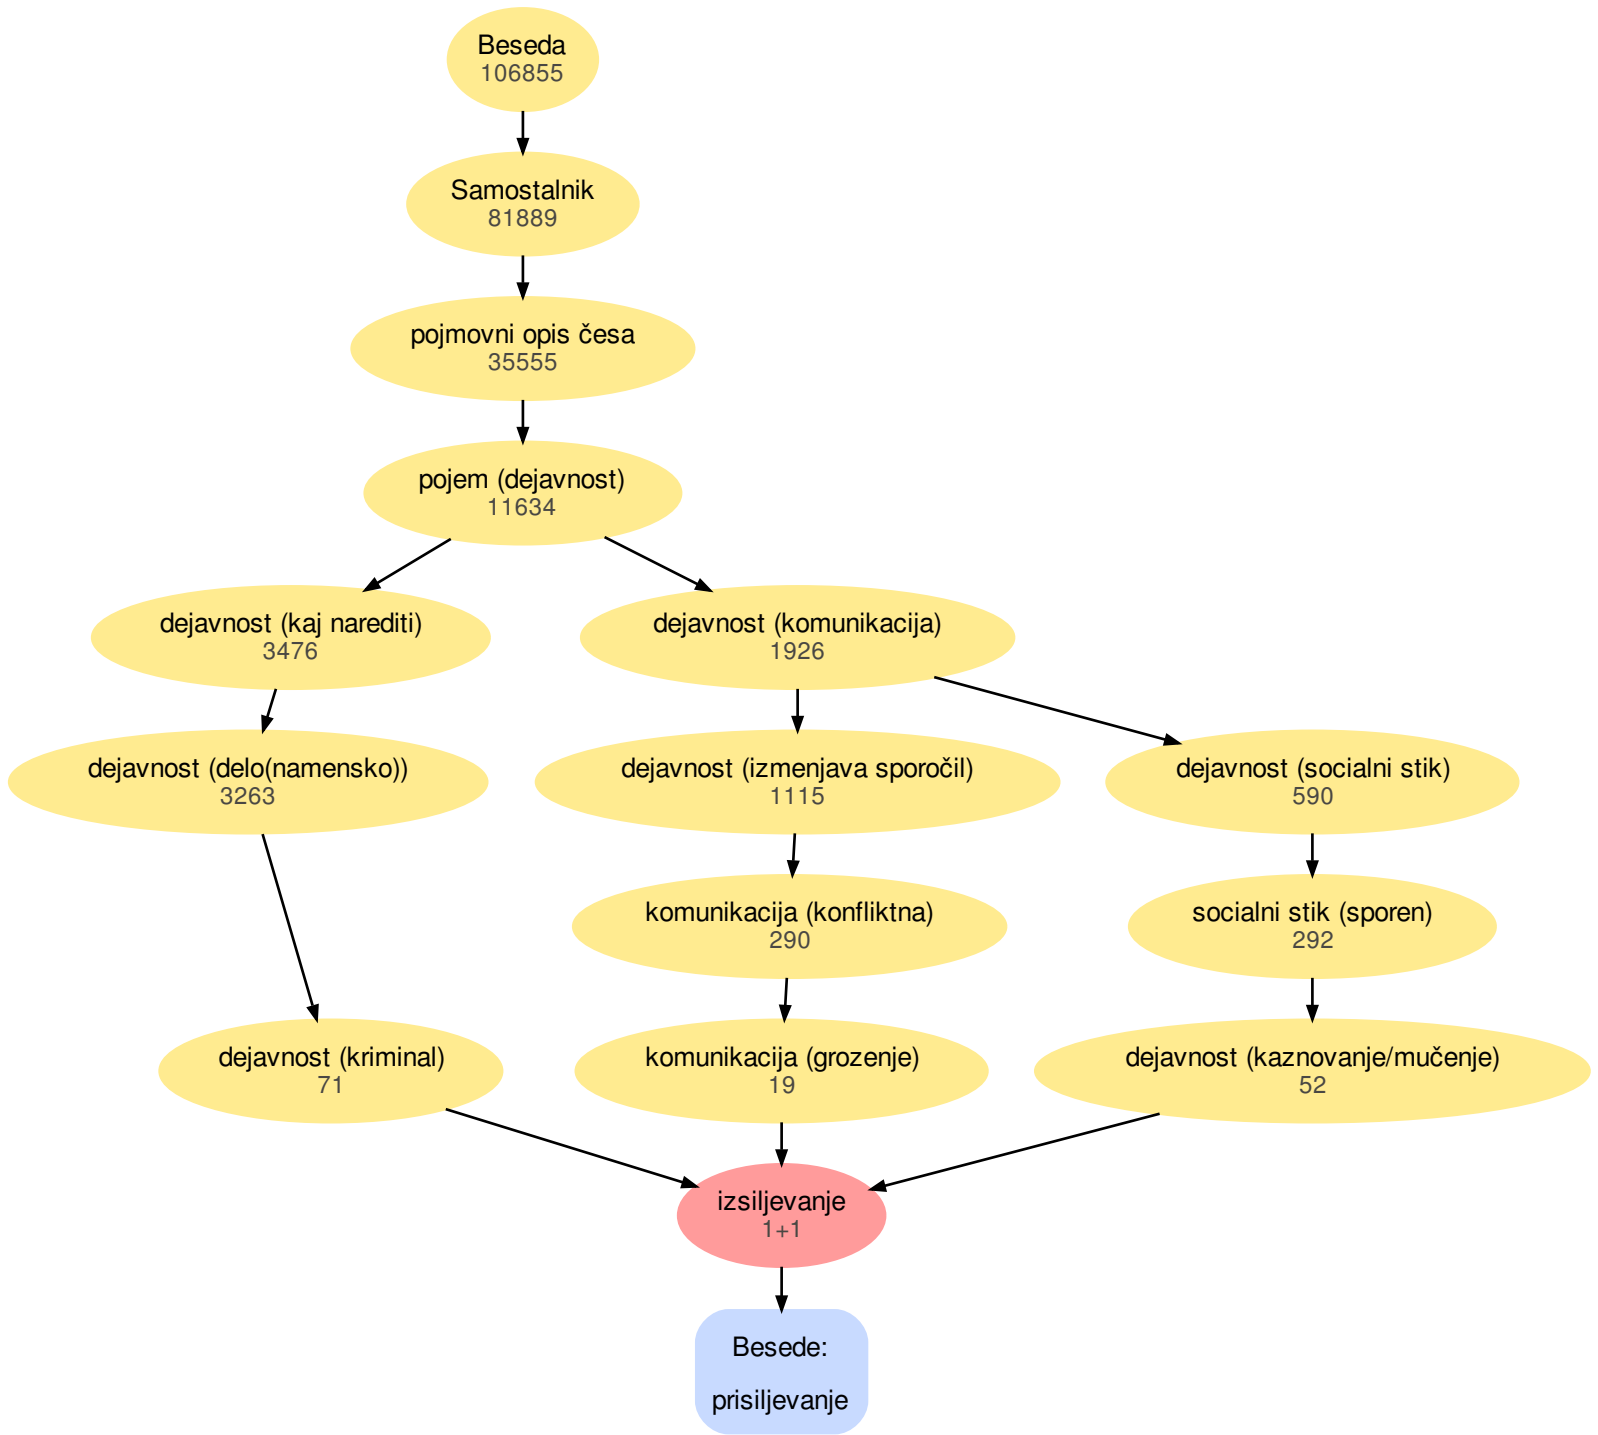 Beseda
106855
Samostalnik
81889
pojmovni opis česa
35555
pojem (dejavnost)
11634
dejavnost (kaj narediti)
3476
dejavnost (komunikacija)
1926
dejavnost (delo(namensko))
3263
dejavnost (izmenjava sporočil)
1115
dejavnost (socialni stik)
590
komunikacija (konfliktna)
290
socialni stik (sporen)
292
dejavnost (kriminal)
71
komunikacija (grozenje)
19
dejavnost (kaznovanje/mučenje)
52
izsiljevanje
1+1
Besede:
prisiljevanje